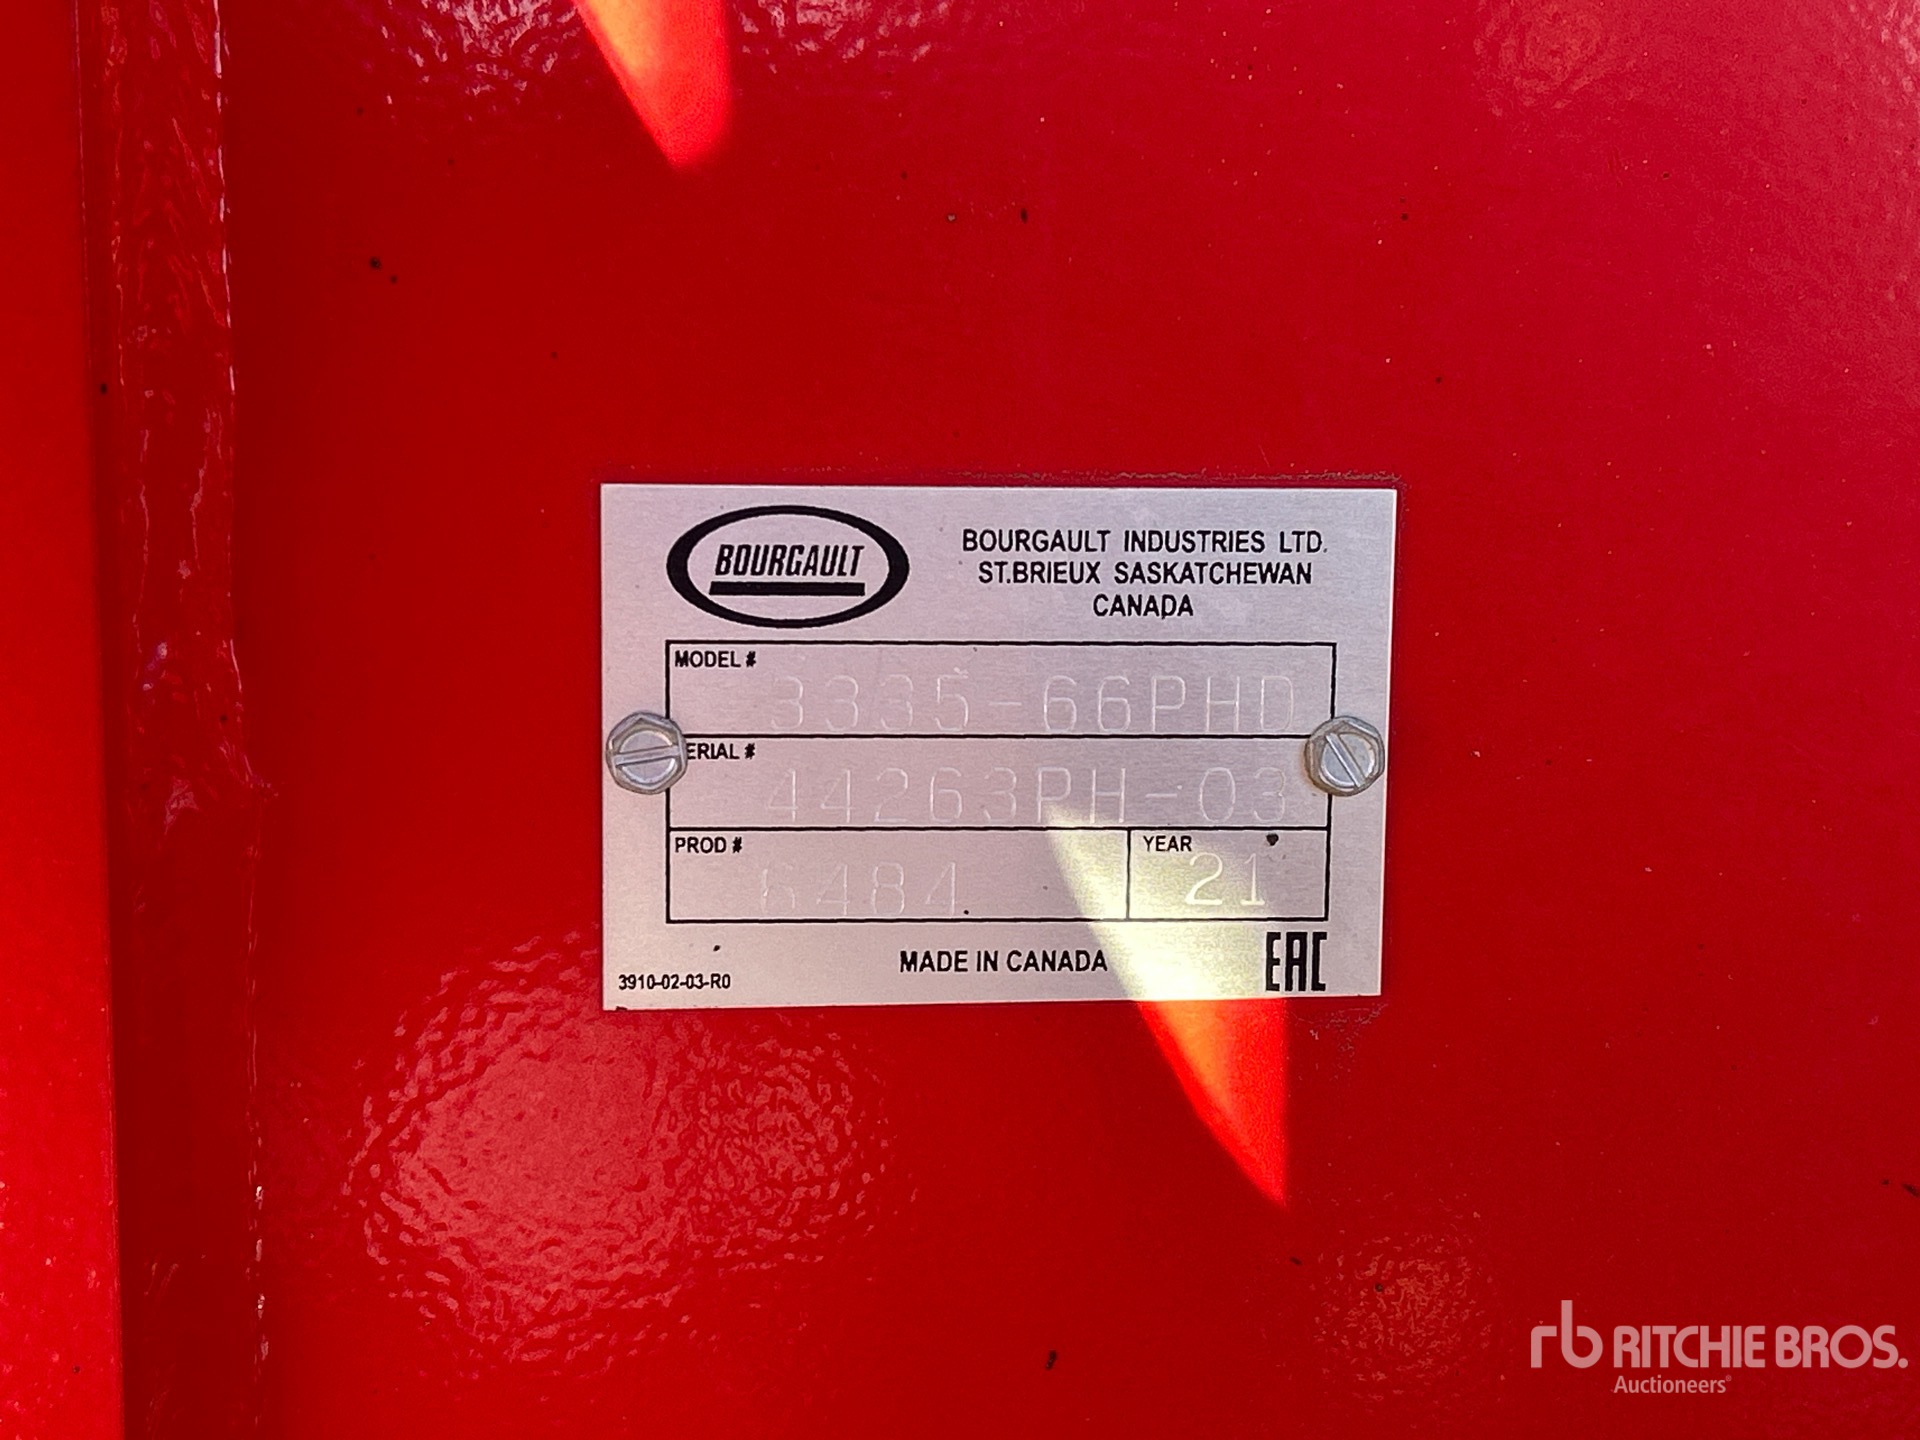 BOURGAULT
BOURGAULT INDUSTRIES LTD.
ST.BRIEUX SASKATCHEWAN
CANADA
MODEL #
3335-66PHD
ERIAL #
44263PH-03
PROD #
6484
YEAR
21
MADE IN CANADA
EAC
3910-02-03-R0
rb RITCHIE BROS.
Auctioneers®